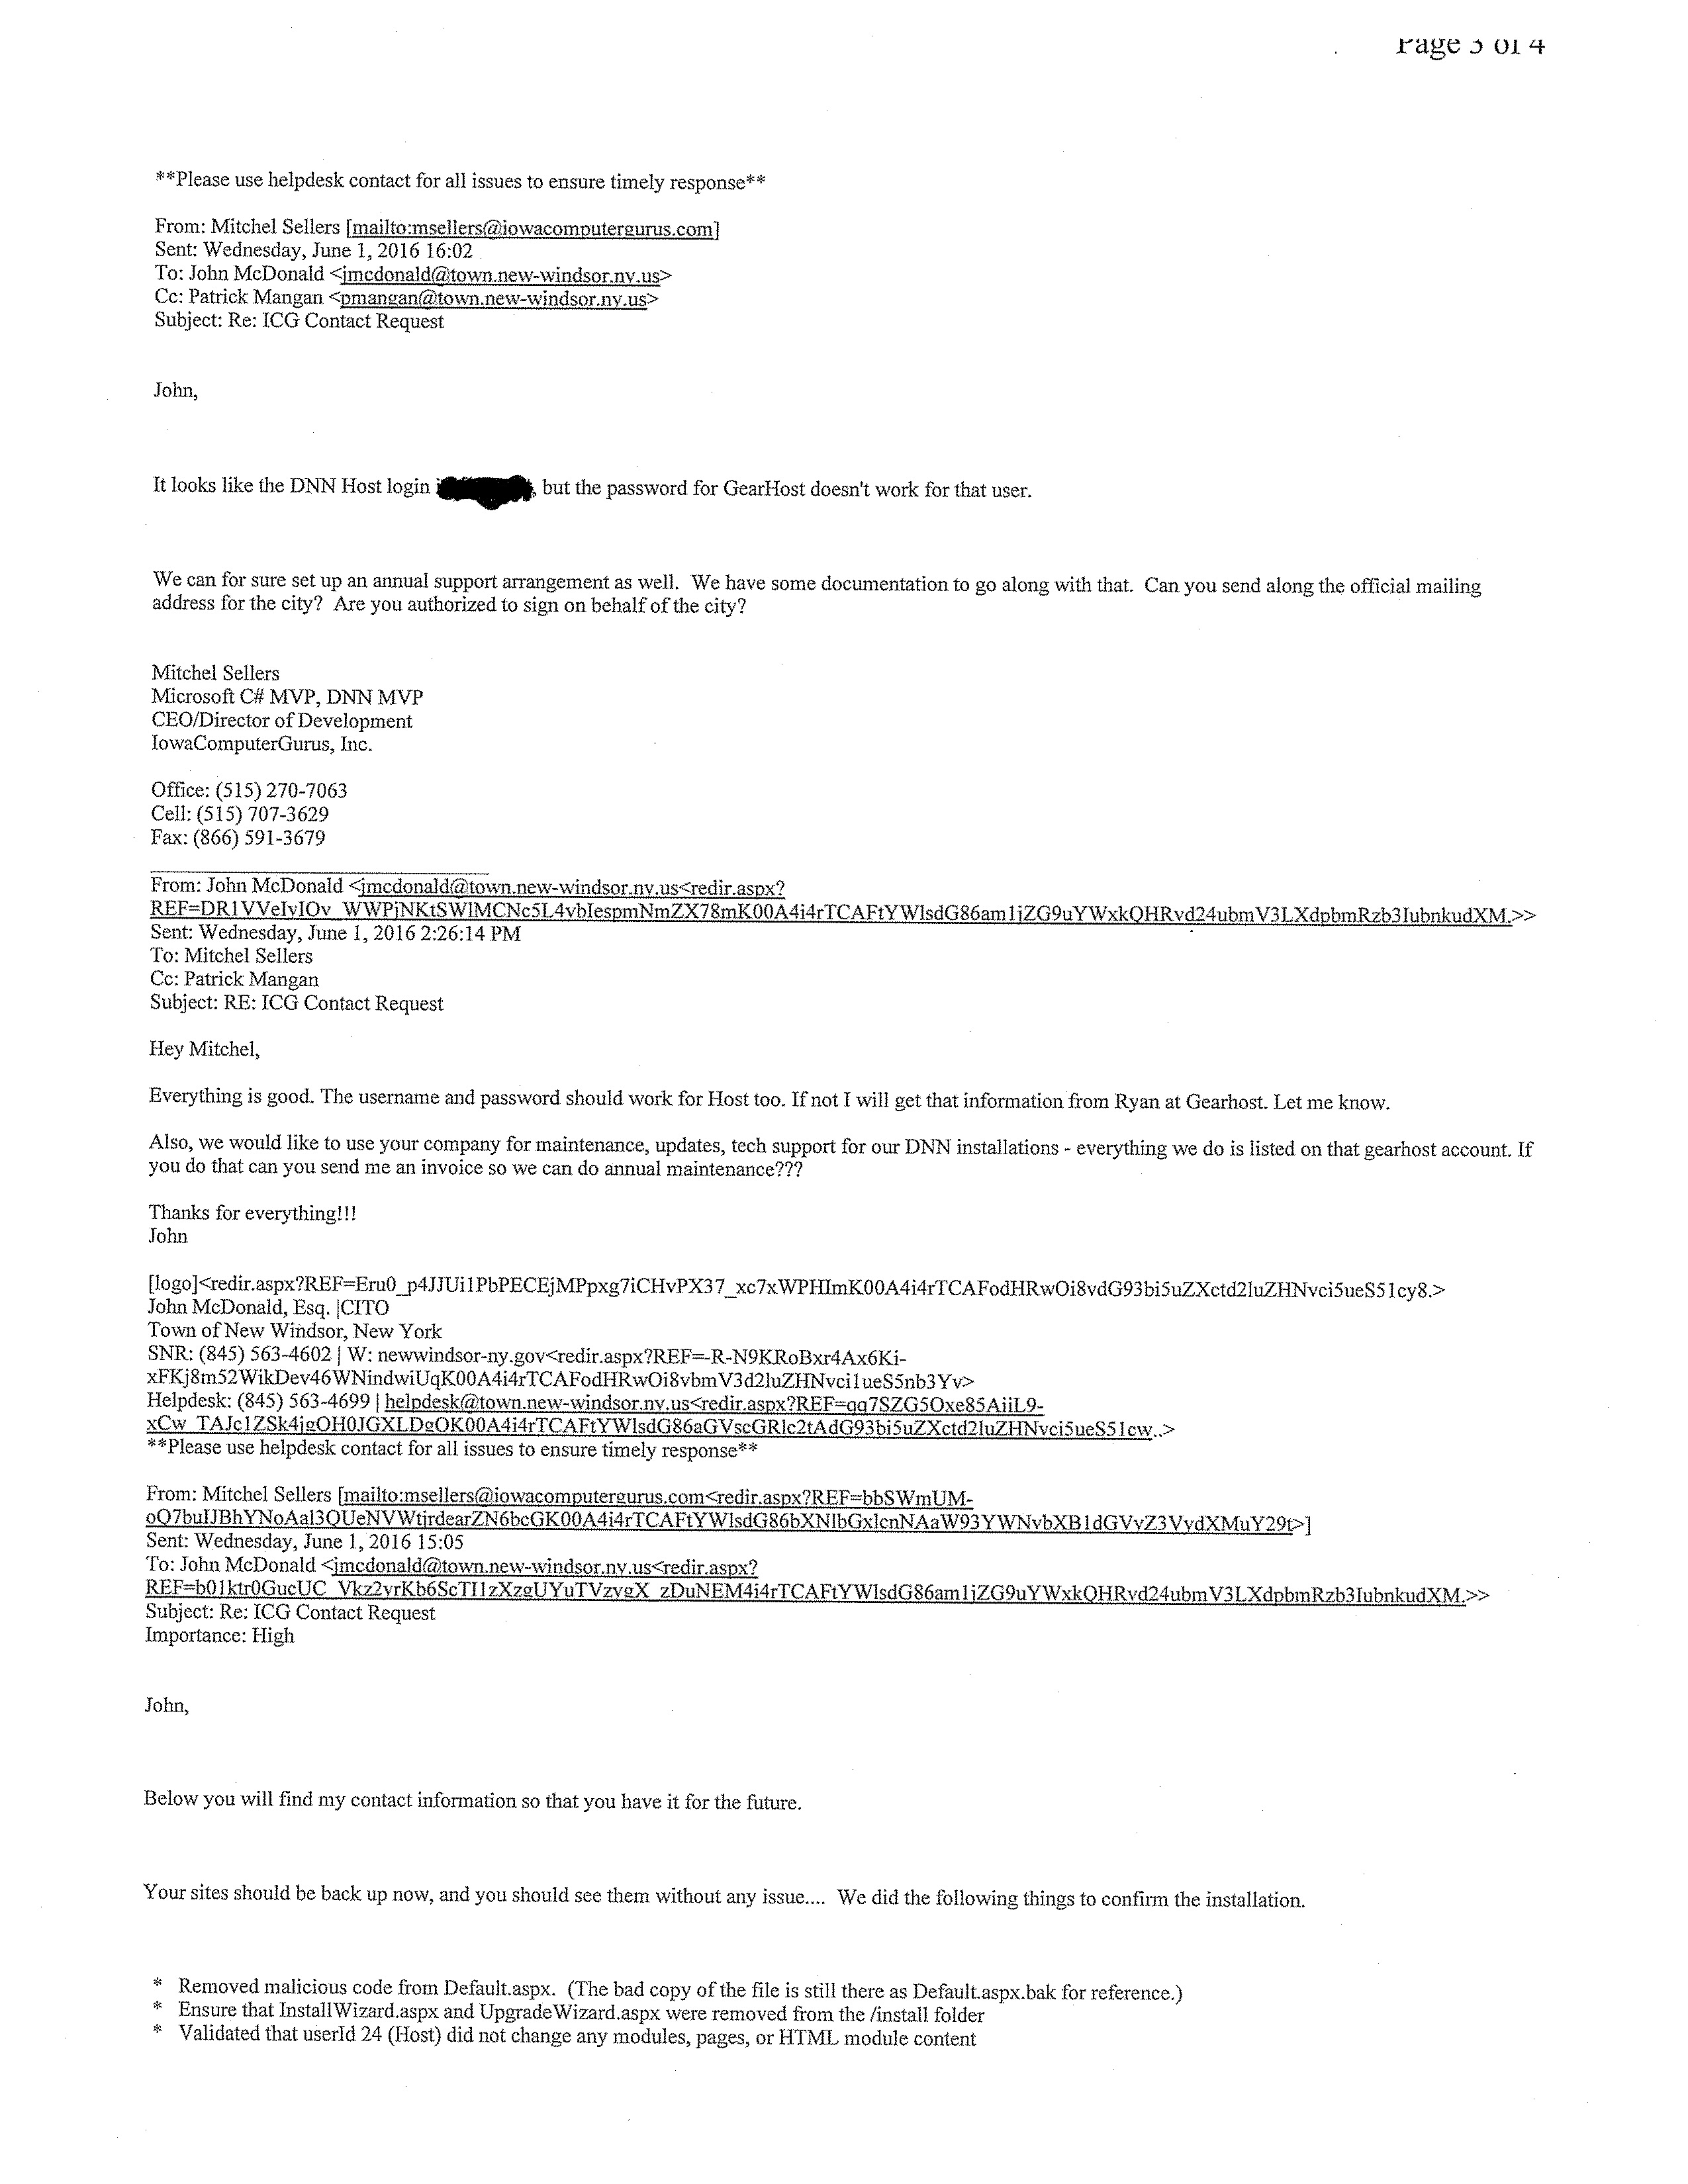 Page 3 of 4
**Please use helpdesk contact for all issues to ensure timely response**
From: Mitchel Sellers [mailto:msellers@iowacomputergurus.com]
Sent: Wednesday, June 1, 2016 16:02
To: John McDonald <jmcdonald@town.new-windsor.ny.us>
Cc: Patrick Mangan <pmangan@town.new-windsor.ny.us>
Subject: Re: ICG Contact Request
John,
It looks like the DNN Host login , but the password for GearHost doesn't work for that user.
We can for sure set up an annual support arrangement as well. We have some documentation to go along with that. Can you send along the official mailing
address for the city? Are you authorized to sign on behalf of the city?
Mitchel Sellers
Microsoft C# MVP, DNN MVP
CEO/Director of Development
IowaComputerGurus, Inc.
Office: (515) 270-7063
Cell: (515) 707-3629
Fax: (866) 591-3679
From: John McDonald <jmcdonald@town.new-windsor.ny.us<redir.aspx?
REF=DR1VVeIvIOv_WWPjNKtSWlMCNc5L4vbIespmNmZX78mK00A4i4rTCAFtYWlsdG86am1jZG9uYWxkQHRvd24ubmV3LXdpbmRzb3IubnkudXM.>>
Sent: Wednesday, June 1, 2016 2:26:14 PM
To: Mitchel Sellers
Cc: Patrick Mangan
Subject: RE: ICG Contact Request
Hey Mitchel,
Everything is good. The username and password should work for Host too. If not I will get that information from Ryan at Gearhost. Let me know.
Also, we would like to use your company for maintenance, updates, tech support for our DNN installations - everything we do is listed on that gearhost account. If
you do that can you send me an invoice so we can do annual maintenance???
Thanks for everything!!!
John
[logo]<redir.aspx?REF=Eru0_p4JJUi1PbPECEjMPpxg7iCHvPX37_xc7xWPHImK00A4i4rTCAFodHRwOi8vdG93bi5uZXctd2luZHNvci5ueS51cy8.>
John McDonald, Esq. |CITO
Town of New Windsor, New York
SNR: (845) 563-4602 | W: newwindsor-ny.gov<redir.aspx?REF=-R-N9KRoBxr4Ax6Ki-
xFKj8m52WikDev46WNindwiUqK00A4i4rTCAFodHRwOi8vbmV3d2luZHNvci1ueS5nb3Yv>
Helpdesk: (845) 563-4699 | helpdesk@town.new-windsor.ny.us<redir.aspx?REF=qq7SZG5Oxe85AiiL9-
xCw_TAJc1ZSk4jgOH0JGXLDgOK00A4i4rTCAFtYWlsdG86aGVscGRlc2tAdG93bi5uZXctd2luZHNvci5ueS51cw..>
**Please use helpdesk contact for all issues to ensure timely response**
From: Mitchel Sellers [mailto:msellers@iowacomputergurus.com<redir.aspx?REF=bbSWmUM-
oQ7buIJBhYNoAal3QUeNVWtirdearZN6bcGK00A4i4rTCAFtYWlsdG86bXNlbGxlcnNAaW93YWNvbXB1dGVyZ3VydXMuY29t>]
Sent: Wednesday, June 1, 2016 15:05
To: John McDonald <jmcdonald@town.new-windsor.ny.us<redir.aspx?
REF=b01ktr0GucUC_Vkz2vrKb6ScTI1zXzgUYuTVzvgX_zDuNEM4i4rTCAFtYWlsdG86am1jZG9uYWxkQHRvd24ubmV3LXdpbmRzb3IubnkudXM.>>
Subject: Re: ICG Contact Request
Importance: High
John,
Below you will find my contact information so that you have it for the future.
Your sites should be back up now, and you should see them without any issue.... We did the following things to confirm the installation.
* Removed malicious code from Default.aspx. (The bad copy of the file is still there as Default.aspx.bak for reference.)
* Ensure that InstallWizard.aspx and UpgradeWizard.aspx were removed from the /install folder
* Validated that userId 24 (Host) did not change any modules, pages, or HTML module content